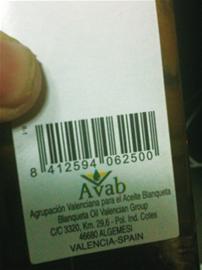 8 412594 062500
Avab
Agrupación Valenciana para el Aceite Blanqueta
Blanqueta Oil Valencian Group
C/C 3320, Km. 29,6 - Pol. Ind. Cotes
46680 ALGEMESI
VALENCIA-SPAIN